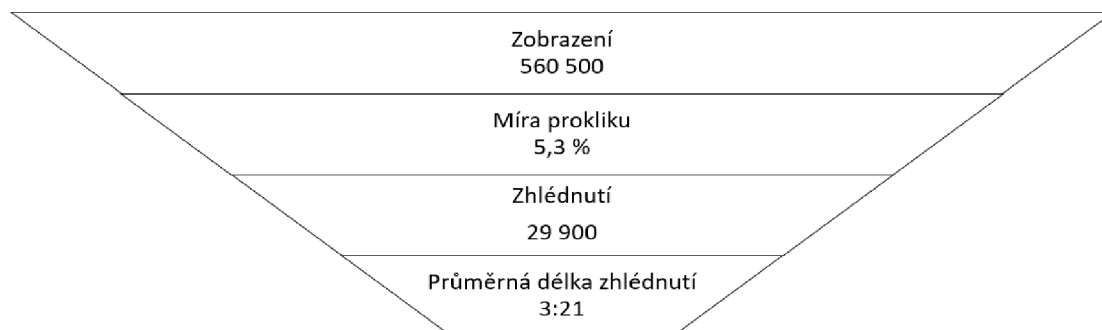 Zobrazení
560 500
Míra prokliku
5,3 %
Zhlédnutí
29 900
Průměrná délka zhlédnutí
3:21